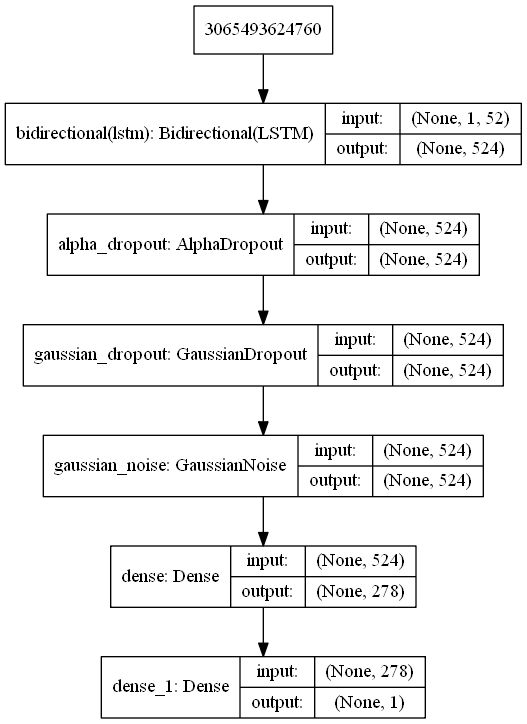 3065493624760
bidirectional(lstm): Bidirectional(LSTM)
input: (None, 1, 52)
output: (None, 524)
alpha_dropout: AlphaDropout
input: (None, 524)
output: (None, 524)
gaussian_dropout: GaussianDropout
input: (None, 524)
output: (None, 524)
gaussian_noise: GaussianNoise
input: (None, 524)
output: (None, 524)
dense: Dense
input: (None, 524)
output: (None, 278)
dense_1: Dense
input: (None, 278)
output: (None, 1)